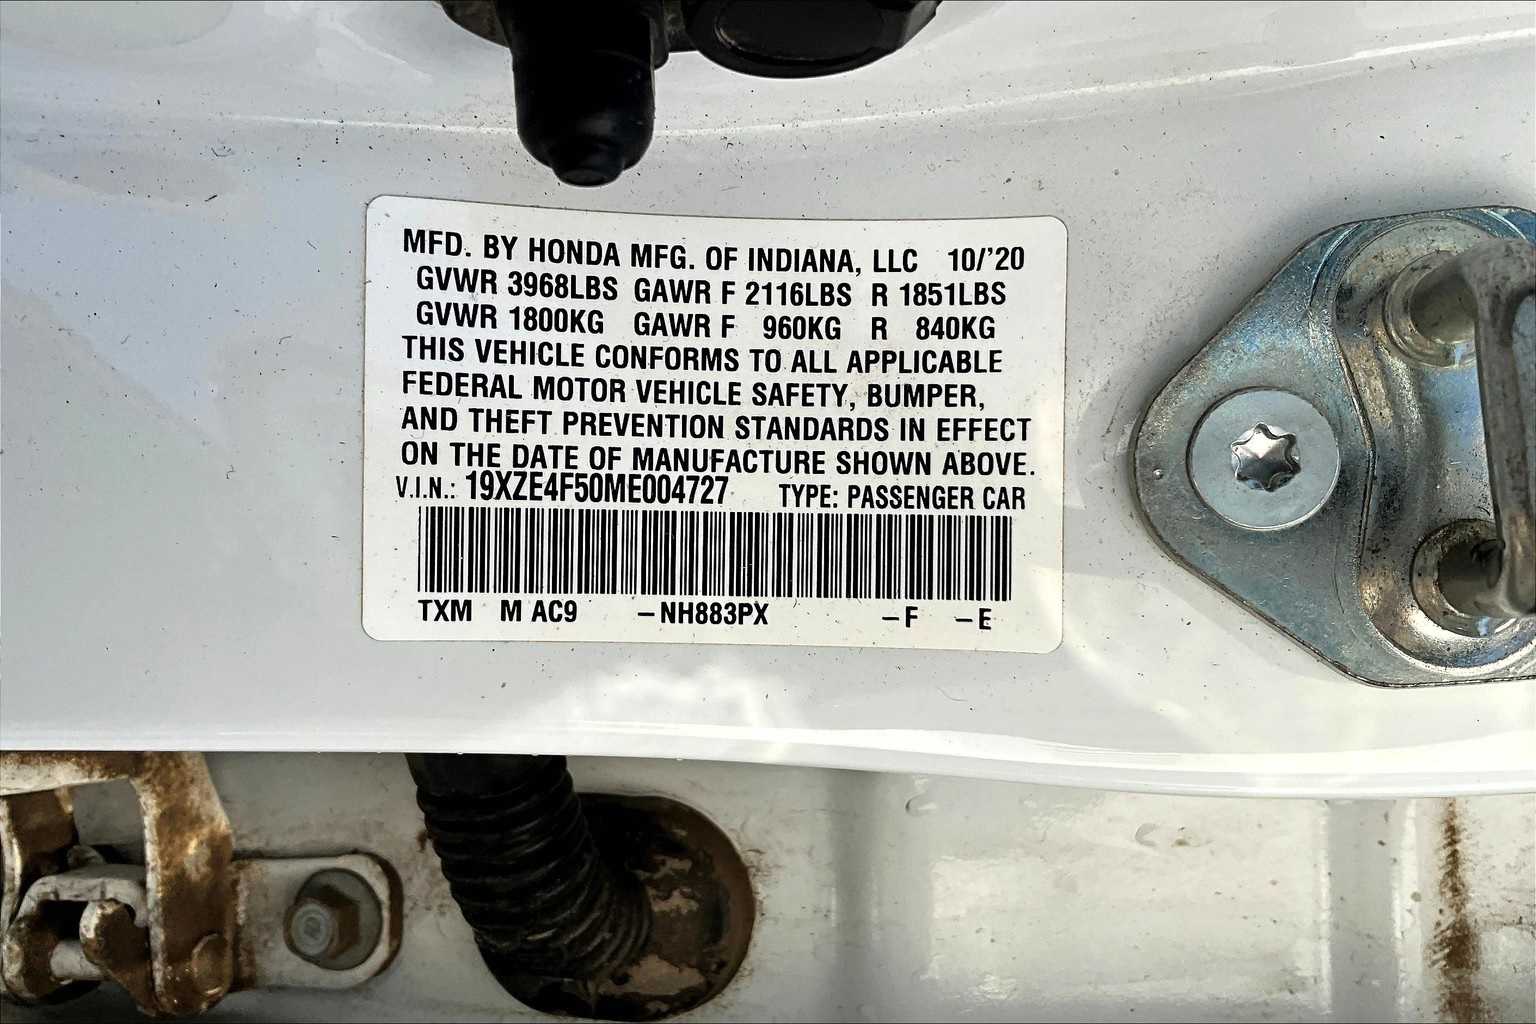 MFD. BY HONDA MFG. OF INDIANA, LLC 10/'20
GVWR 3968LBS GAWR F 2116LBS R 1851LBS
GVWR 1800KG GAWR F 960KG R 840KG
THIS VEHICLE CONFORMS TO ALL APPLICABLE
FEDERAL MOTOR VEHICLE SAFETY, BUMPER,
AND THEFT PREVENTION STANDARDS IN EFFECT
ON THE DATE OF MANUFACTURE SHOWN ABOVE.
V.I.N.: 19XZE4F50ME004727 TYPE: PASSENGER CAR
TXM M AC9 –NH883PX –F –E